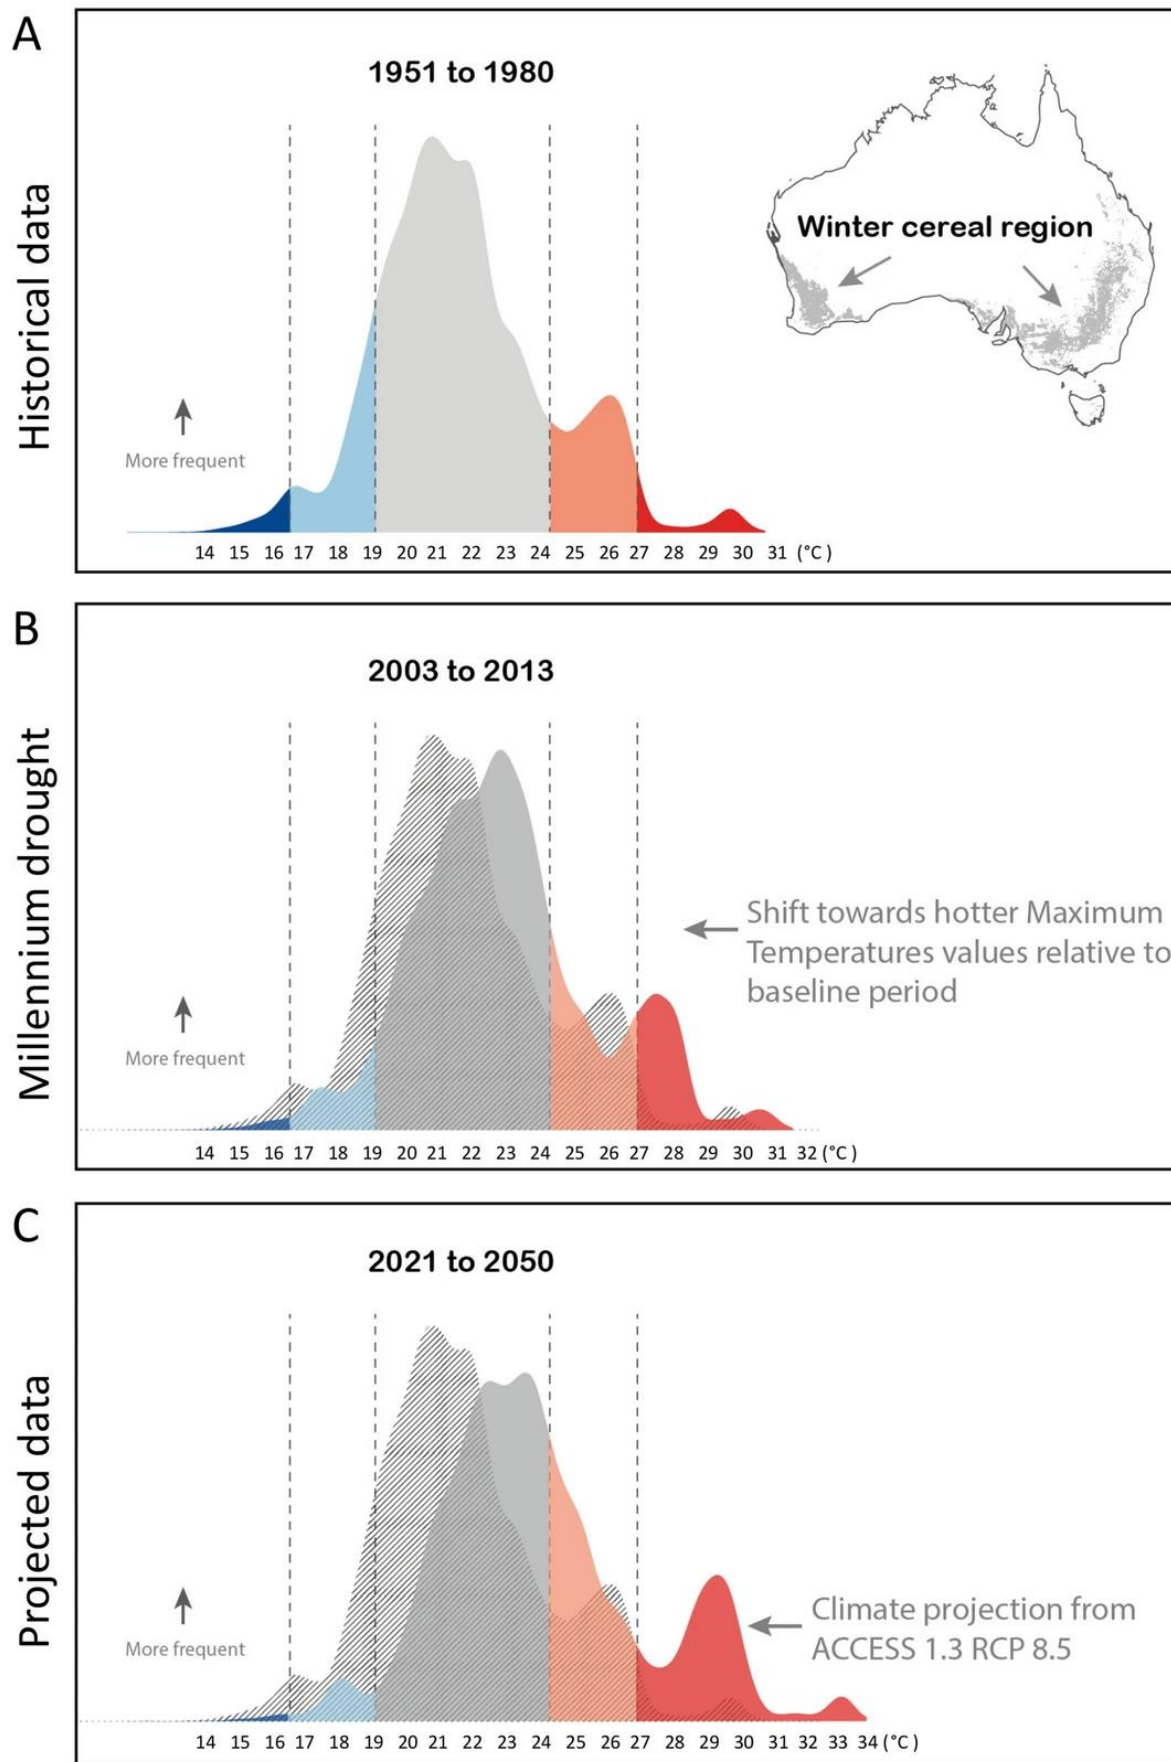 A
Historical data
1951 to 1980
Winter cereal region
More frequent
14 15 16 17 18 19 20 21 22 23 24 25 26 27 28 29 30 31 (°C)
B
Millennium drought
2003 to 2013
Shift towards hotter Maximum
Temperatures values relative to
baseline period
More frequent
14 15 16 17 18 19 20 21 22 23 24 25 26 27 28 29 30 31 32 (°C)
C
Projected data
2021 to 2050
Climate projection from
ACCESS 1.3 RCP 8.5
More frequent
14 15 16 17 18 19 20 21 22 23 24 25 26 27 28 29 30 31 32 33 34 (°C)